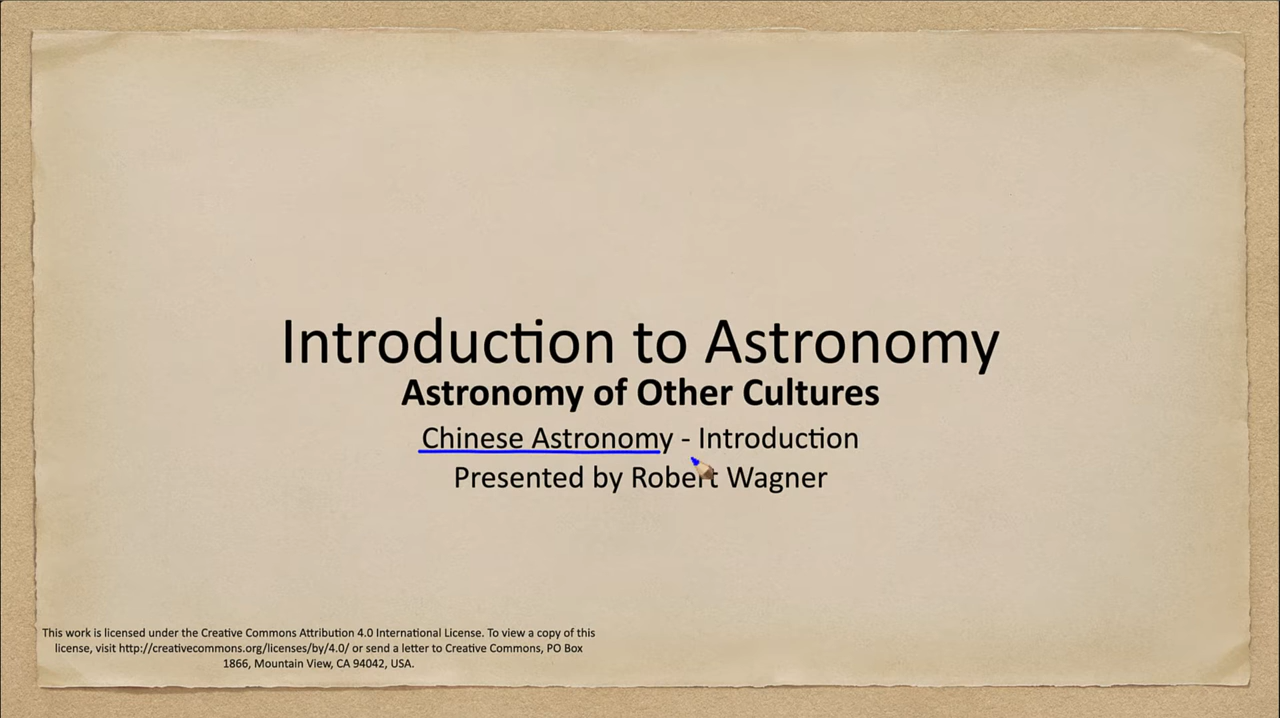 Introduction to Astronomy
Astronomy of Other Cultures
Chinese Astronomy - Introduction
Presented by Robert Wagner
This work is licensed under the Creative Commons Attribution 4.0 International License. To view a copy of this
license, visit http://creativecommons.org/licenses/by/4.0/ or send a letter to Creative Commons, PO Box
1866, Mountain View, CA 94042, USA.